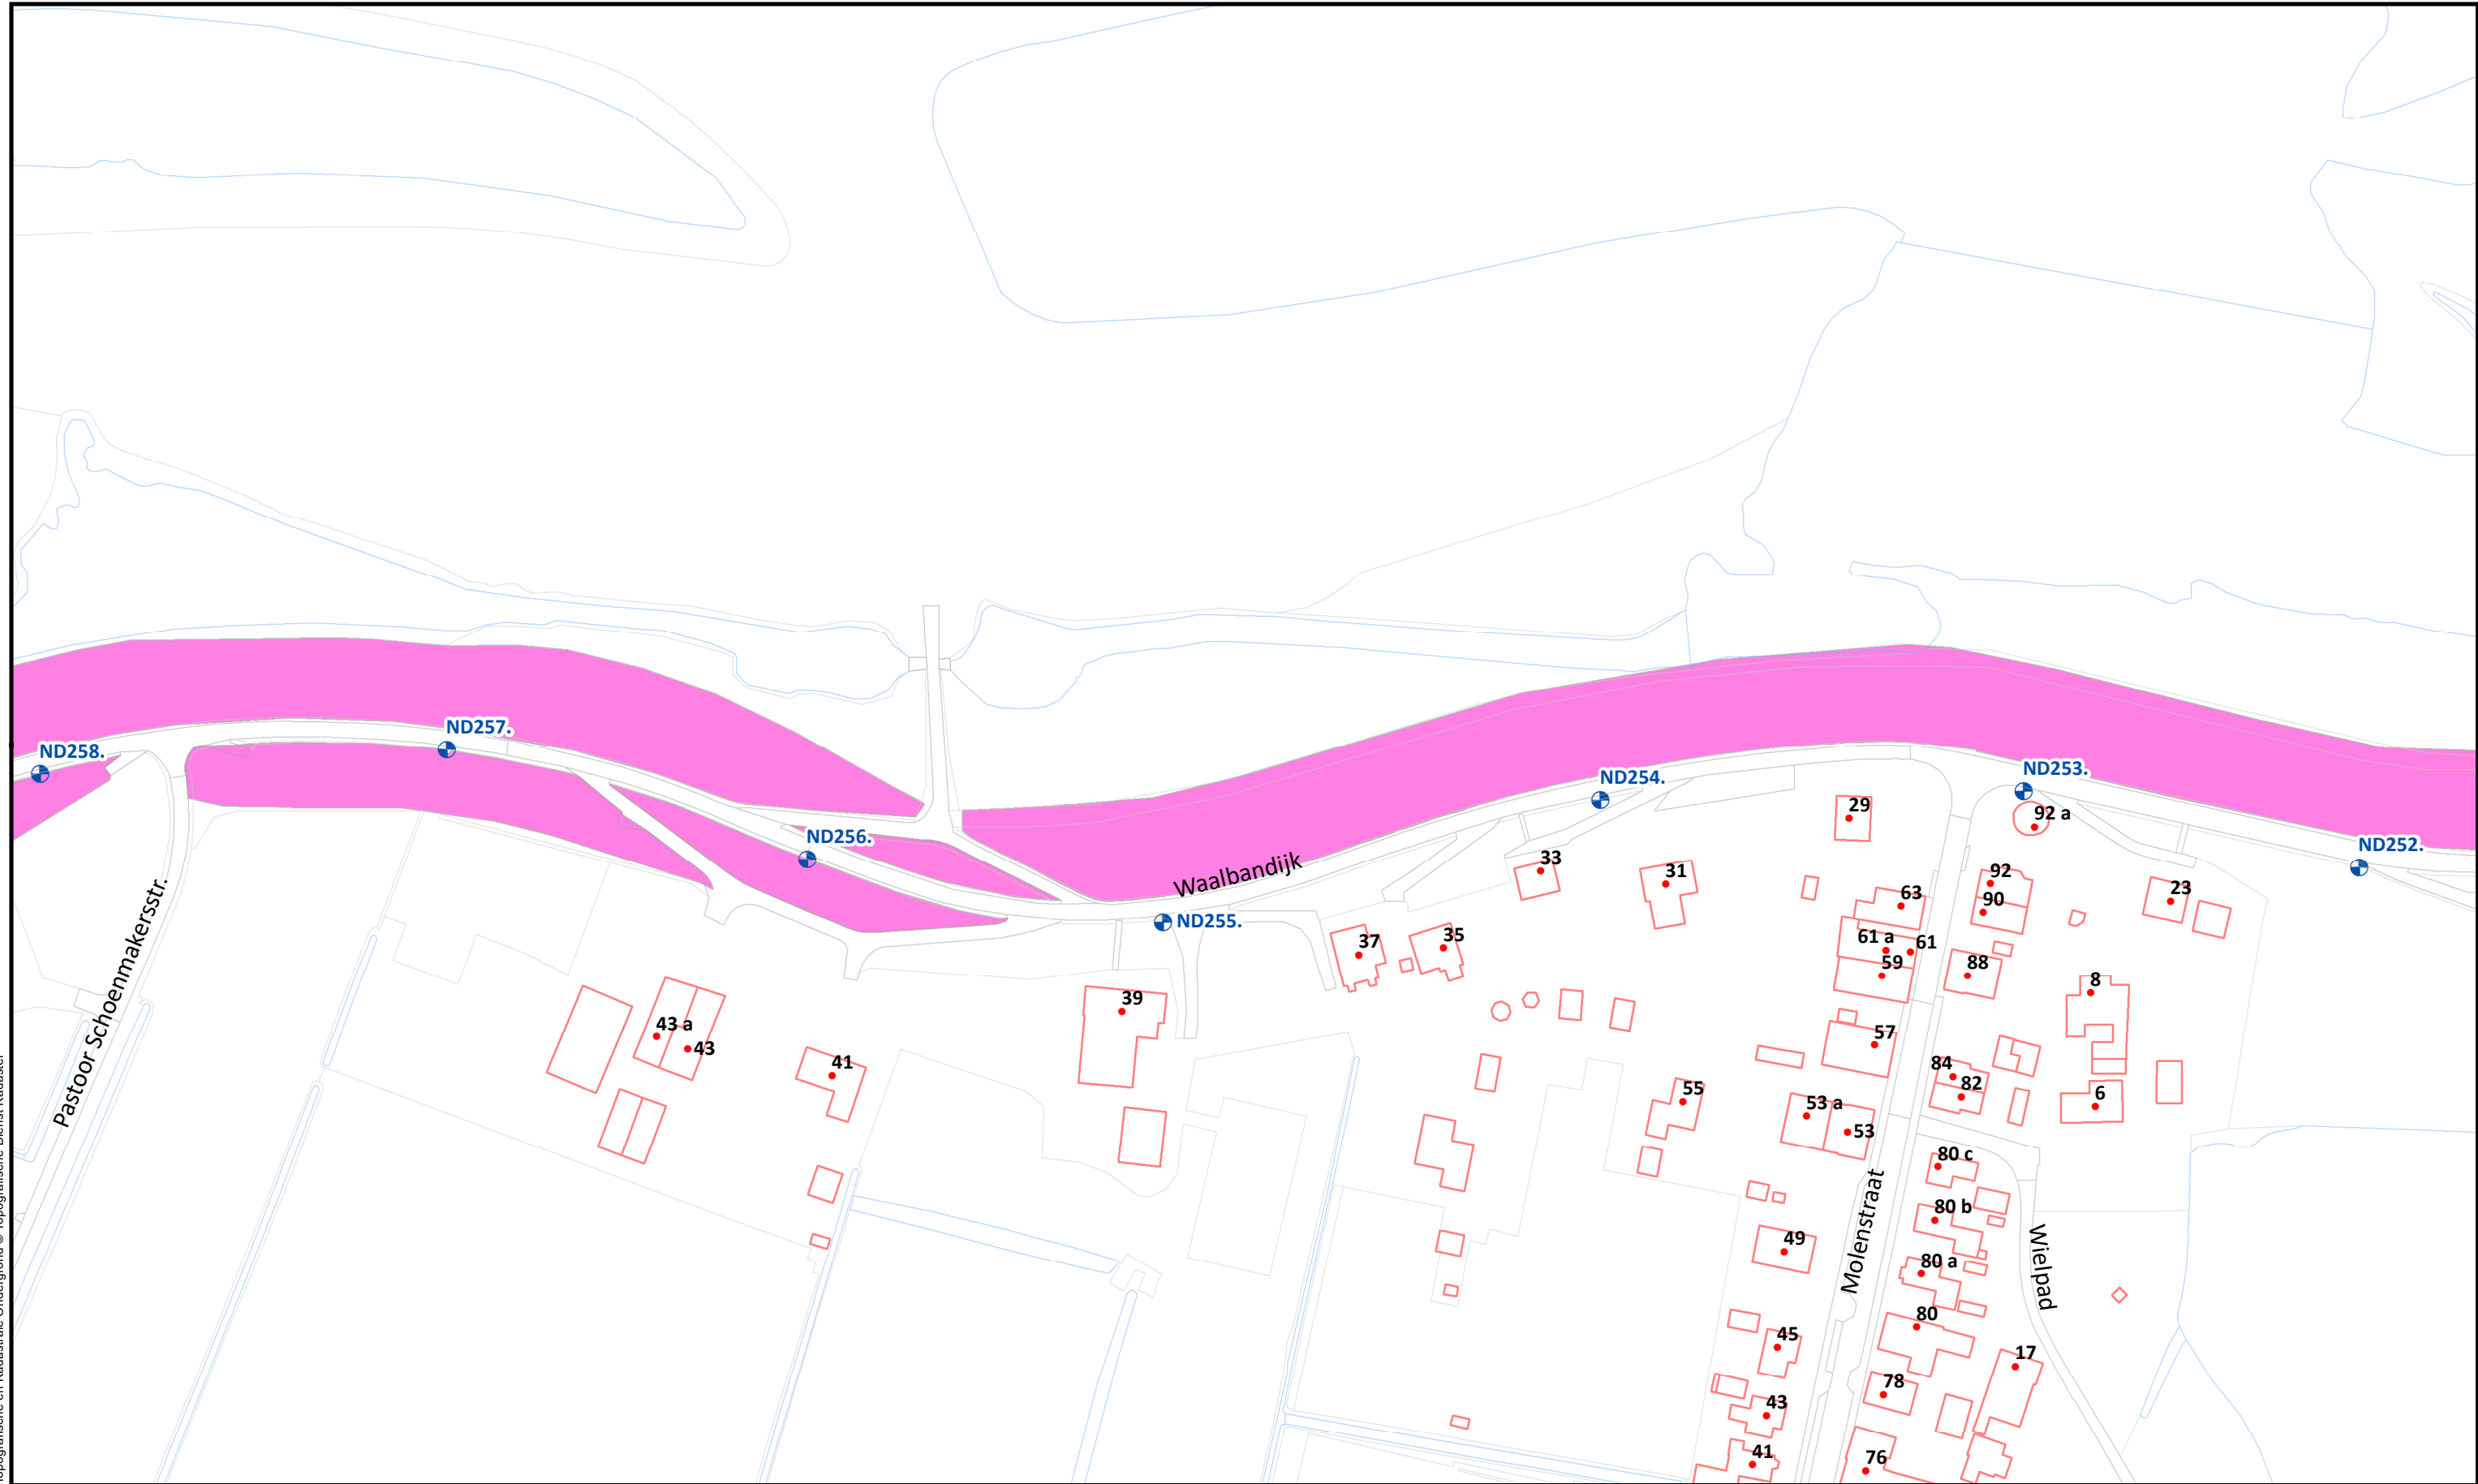 ND257.
ND258.
ND253.
ND254.
ND256.
ND252.
Waalbandijk
ND255.
29
92 a
33
31
92
23
63
90
35
37
61 a
61
59
88
8
39
43 a
43
57
41
84
82
55
6
53 a
53
80 c
80 b
49
80 a
80
45
17
78
43
41
76
Pastoor Schoenmakersstr.
Molenstraat
Wielpad